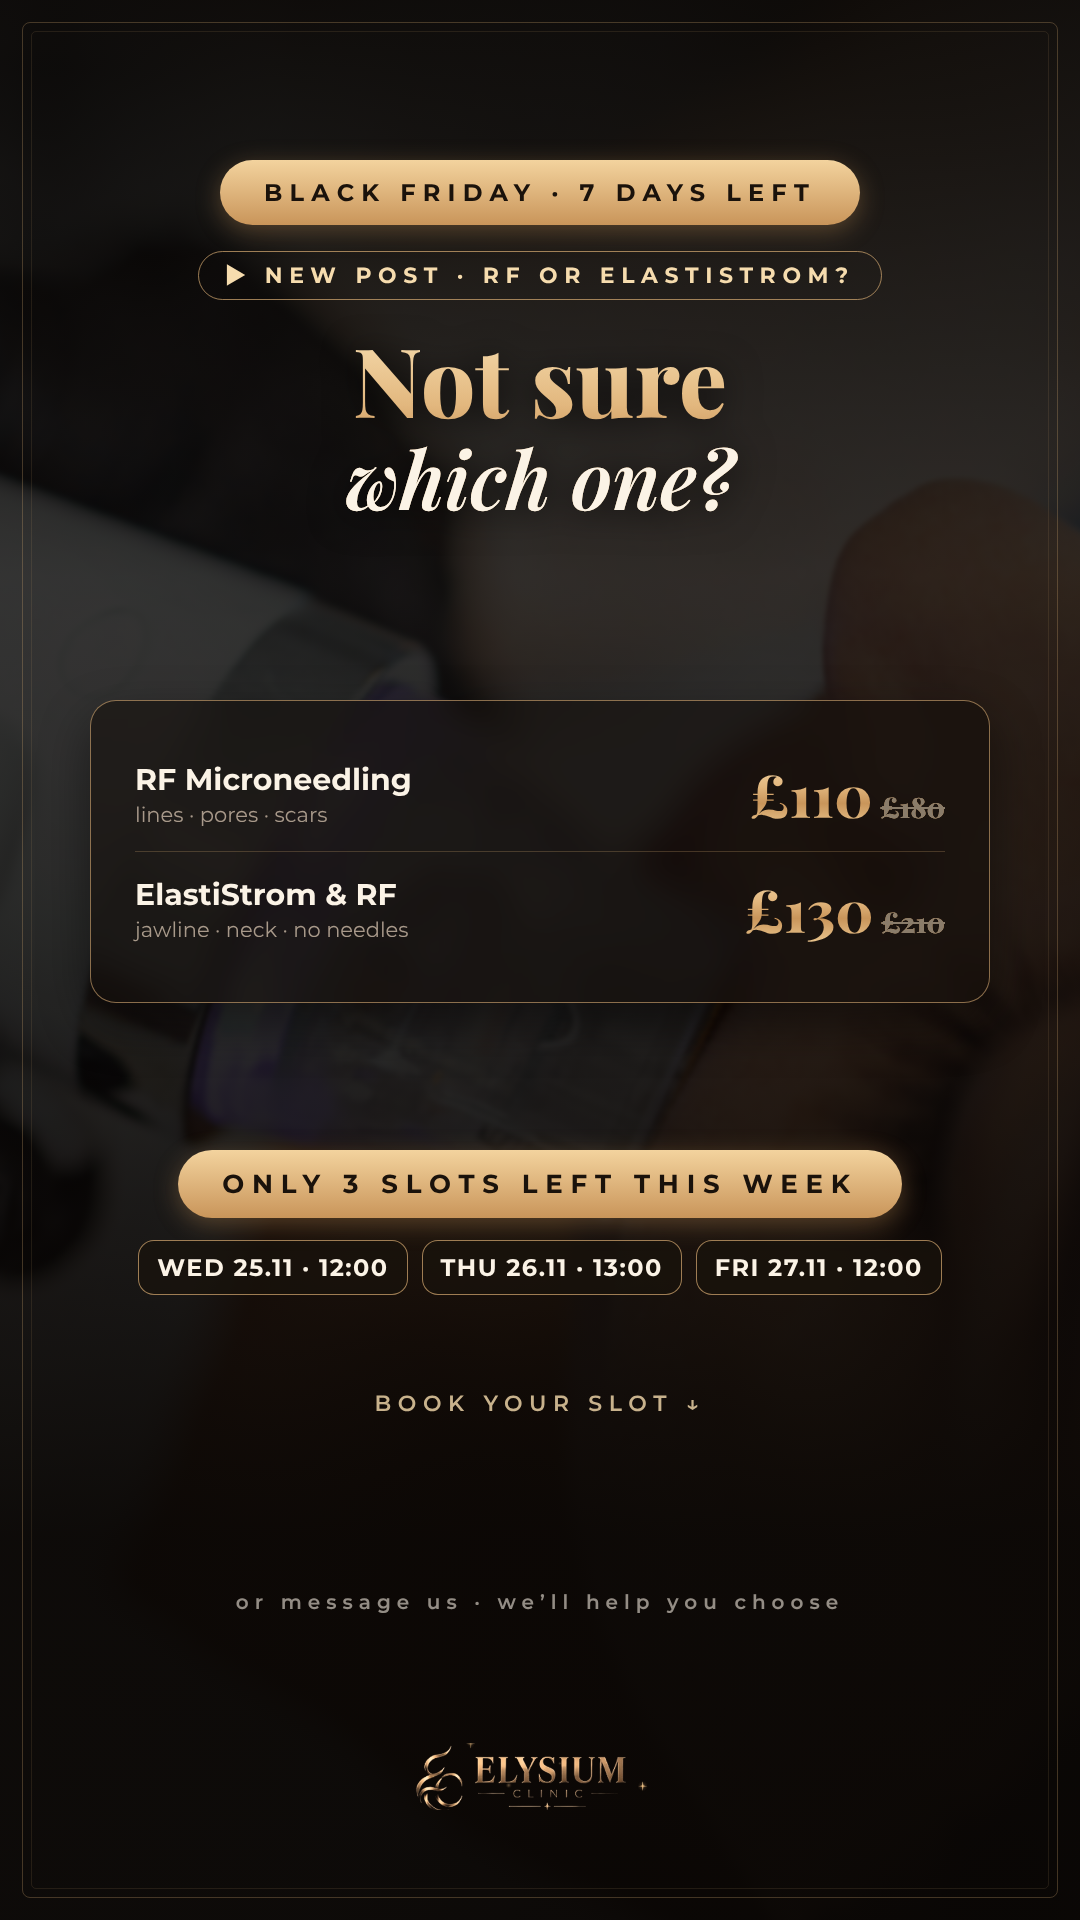 BLACK FRIDAY · 7 DAYS LEFT
▶ NEW POST · RF OR ELASTISTROM?
Not sure
which one?
RF Microneedling
lines · pores · scars
£110 £180
ElastiStrom & RF
jawline · neck · no needles
£130 £210
ONLY 3 SLOTS LEFT THIS WEEK
WED 25.11 · 12:00
THU 26.11 · 13:00
FRI 27.11 · 12:00
BOOK YOUR SLOT ↓
or message us · we’ll help you choose
ELYSIUM
CLINIC